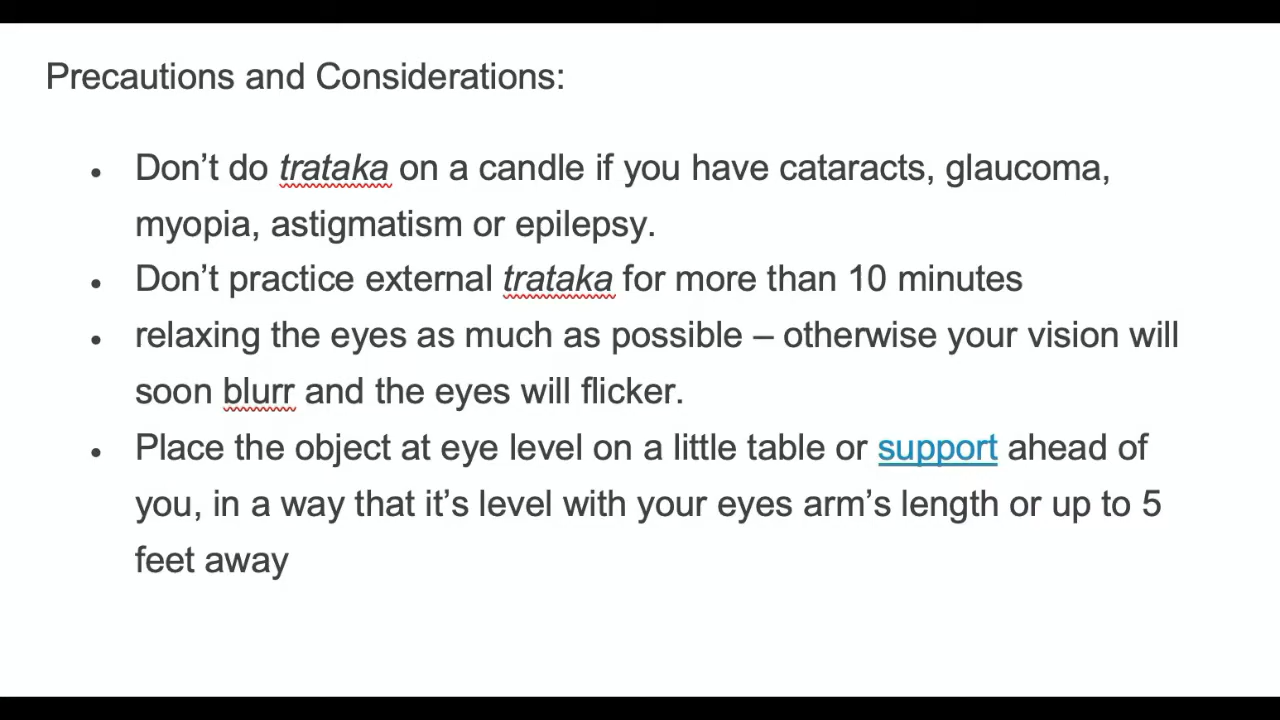 Precautions and Considerations:
• Don’t do trataka on a candle if you have cataracts, glaucoma,
myopia, astigmatism or epilepsy.
• Don’t practice external trataka for more than 10 minutes
• relaxing the eyes as much as possible – otherwise your vision will
soon blurr and the eyes will flicker.
• Place the object at eye level on a little table or support ahead of
you, in a way that it’s level with your eyes arm’s length or up to 5
feet away